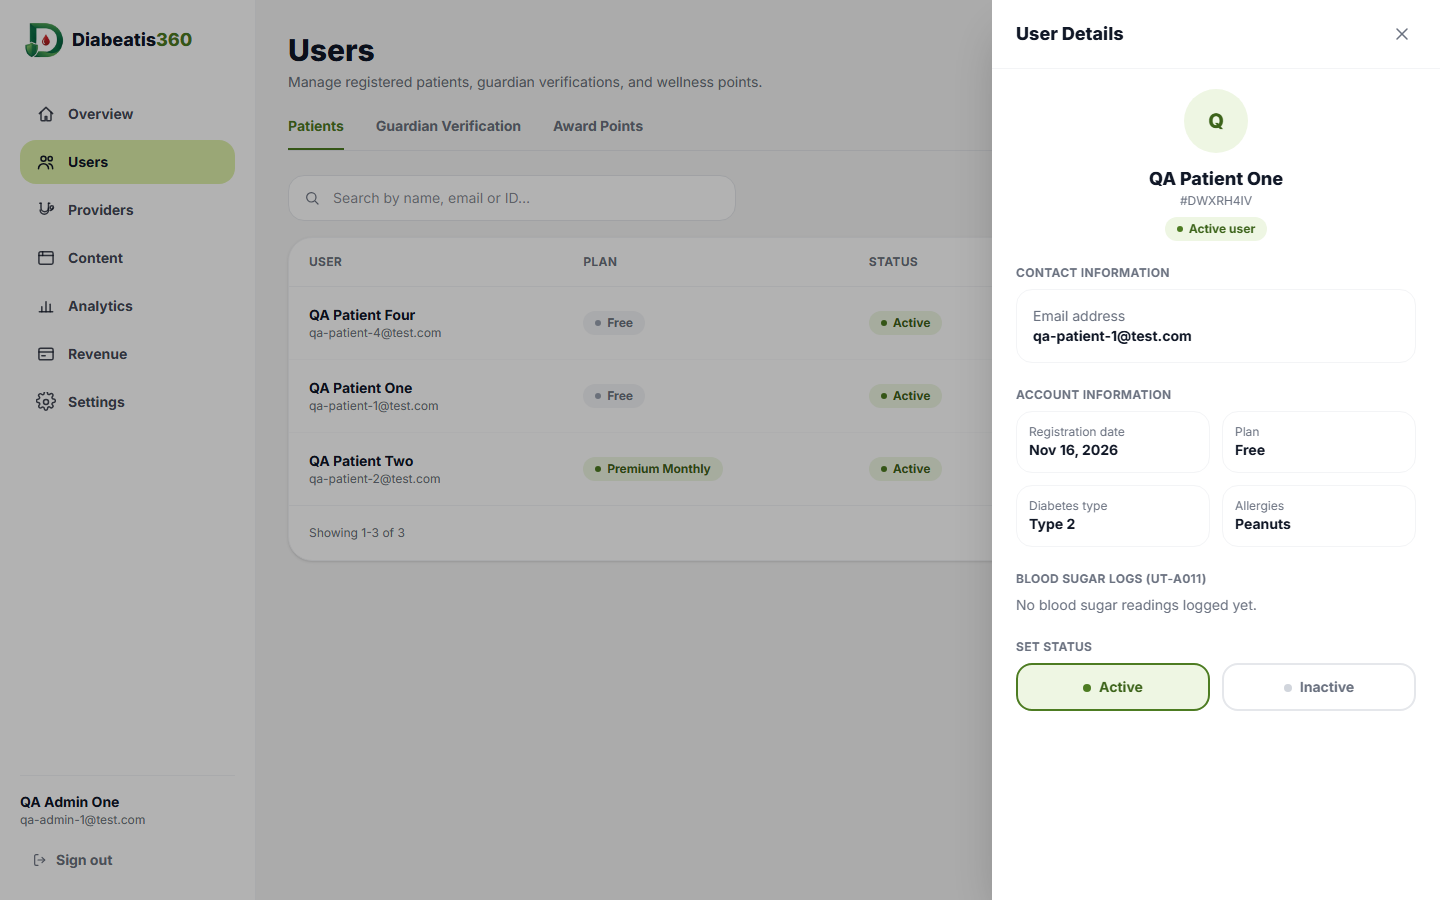 Diabeatis360
Overview
Users
Providers
Content
Analytics
Revenue
Settings
QA Admin One
qa-admin-1@test.com
Sign out
Users
Manage registered patients, guardian verifications, and wellness points.
Patients Guardian Verification Award Points
Search by name, email or ID...
USER PLAN STATUS
QA Patient Four
qa-patient-4@test.com
Free
Active
QA Patient One
qa-patient-1@test.com
Free
Active
QA Patient Two
qa-patient-2@test.com
Premium Monthly
Active
Showing 1-3 of 3
User Details
Q
QA Patient One
#DWXRH4IV
Active user
CONTACT INFORMATION
Email address
qa-patient-1@test.com
ACCOUNT INFORMATION
Registration date
Nov 16, 2026
Plan
Free
Diabetes type
Type 2
Allergies
Peanuts
BLOOD SUGAR LOGS (UT-A011)
No blood sugar readings logged yet.
SET STATUS
Active
Inactive